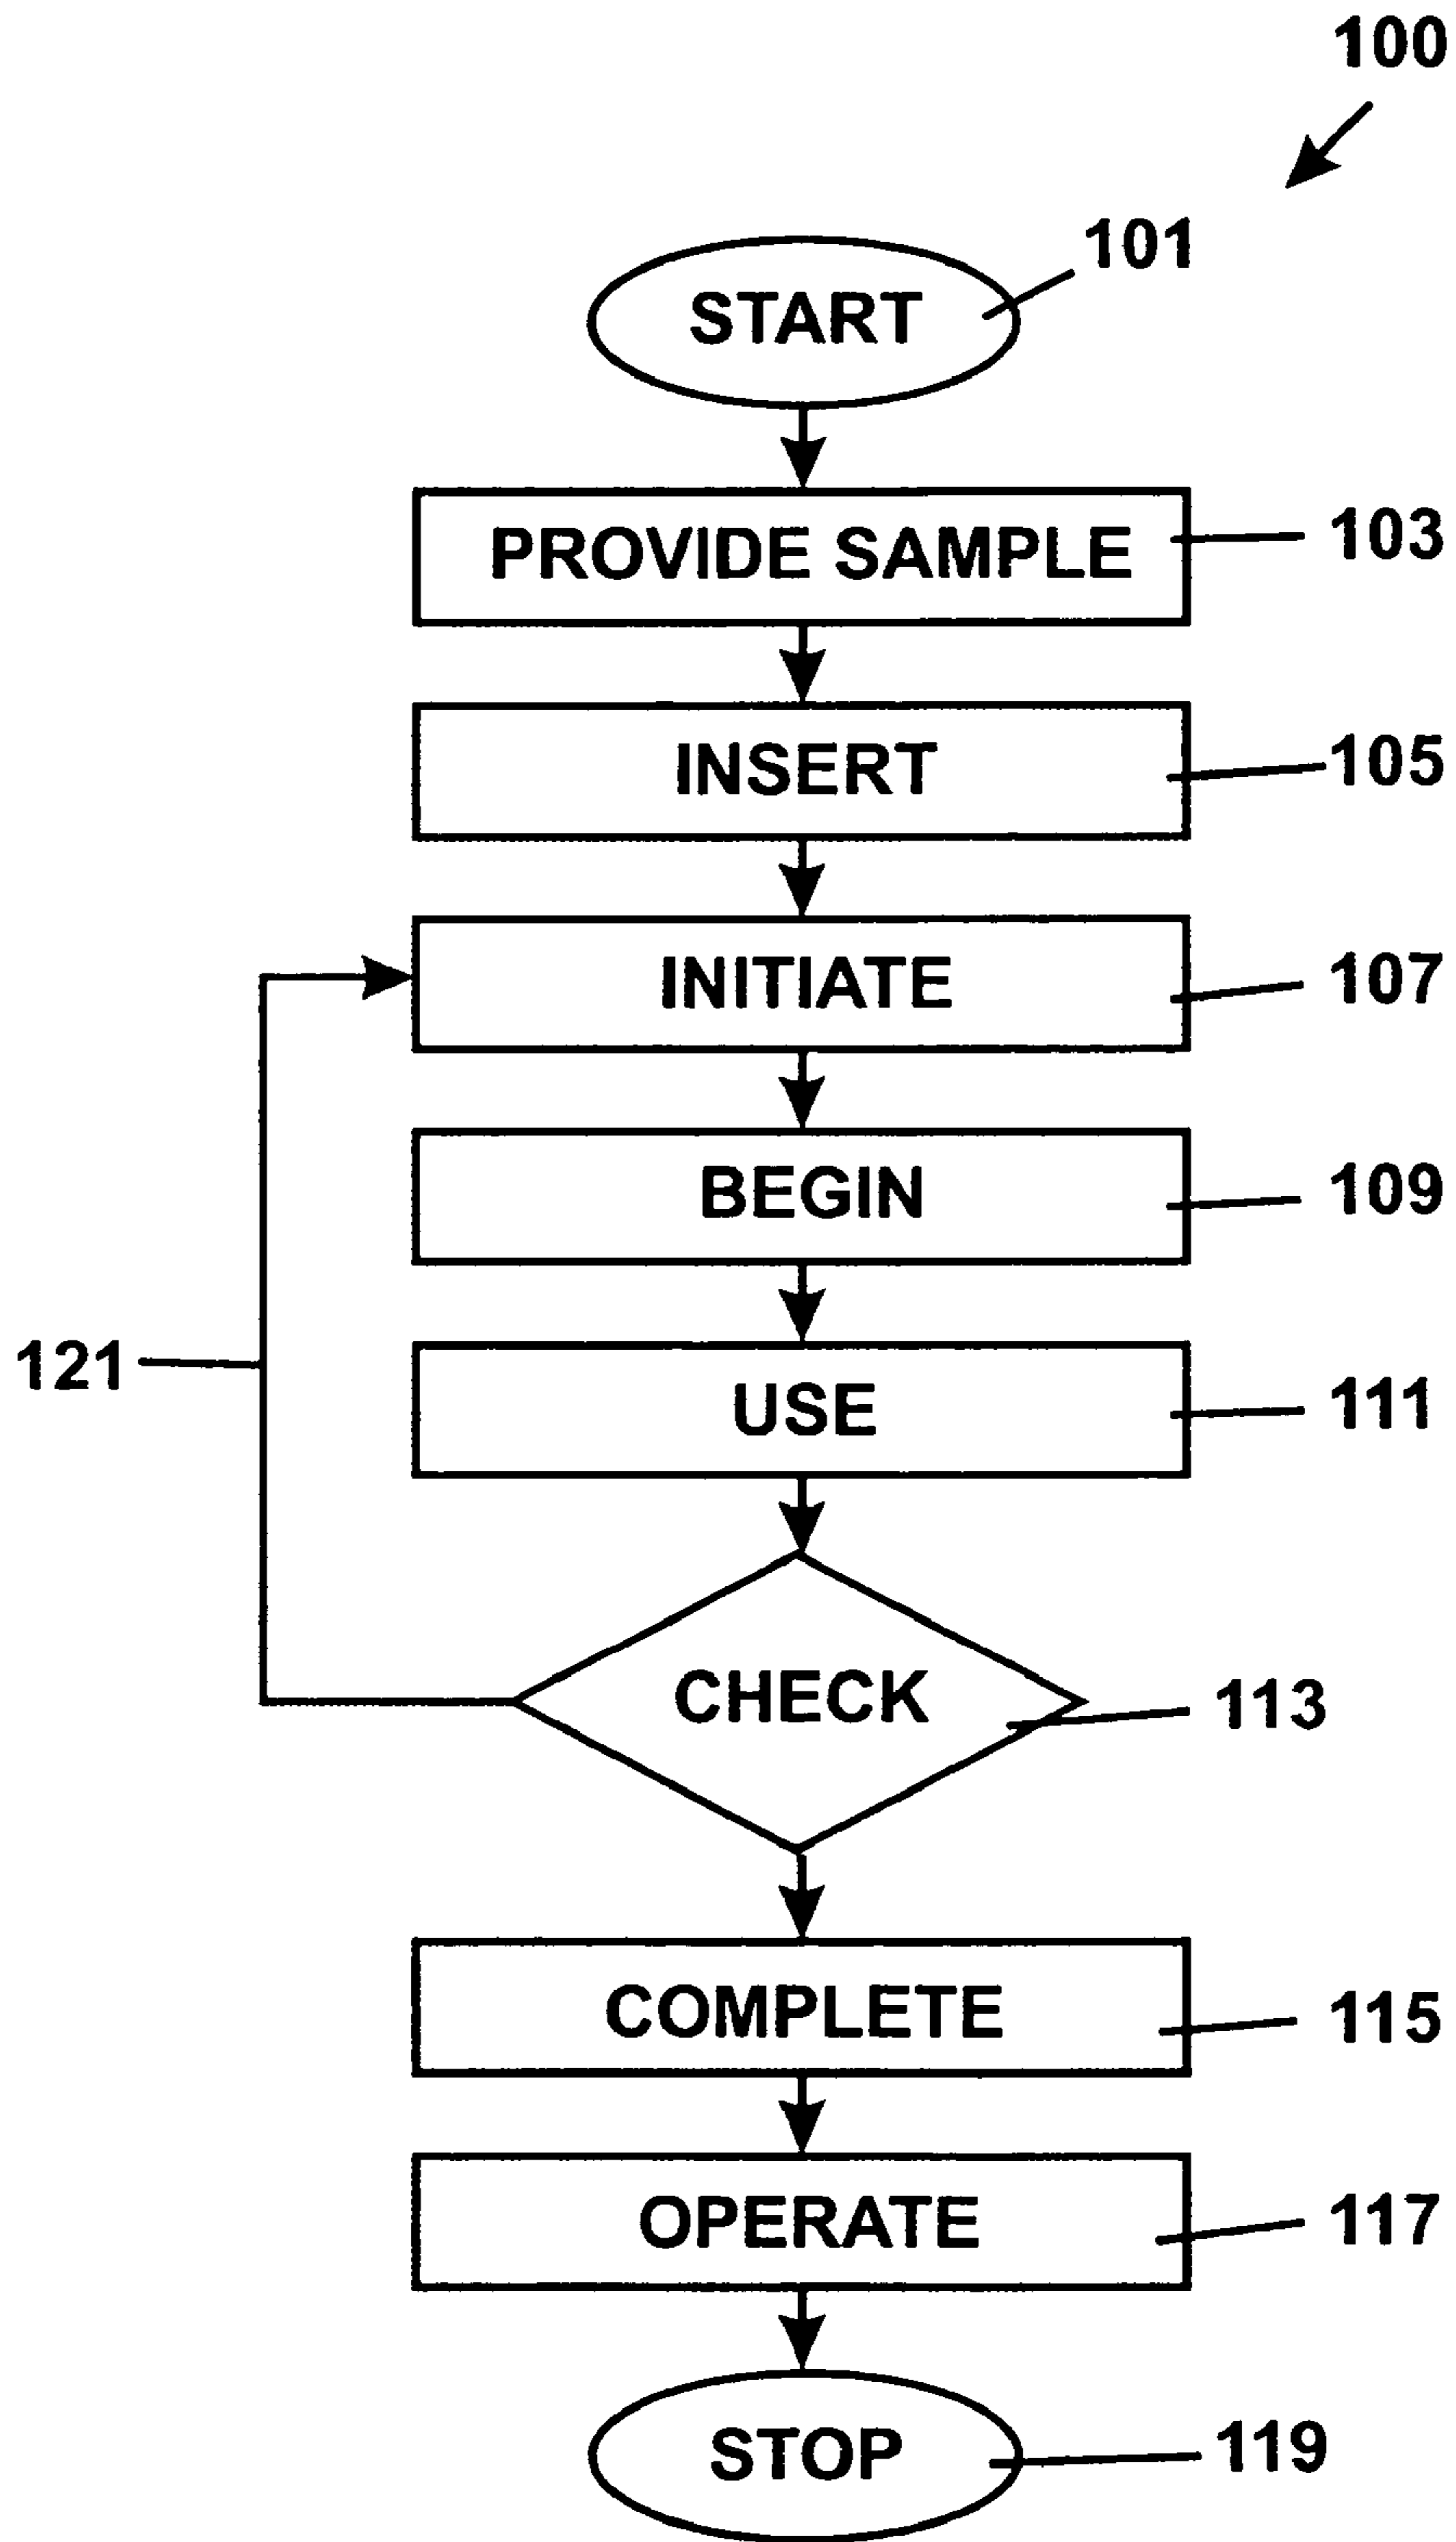 100
START
101
PROVIDE SAMPLE
103
INSERT
105
INITIATE
107
BEGIN
109
121
USE
111
CHECK
113
COMPLETE
115
OPERATE
117
STOP
119